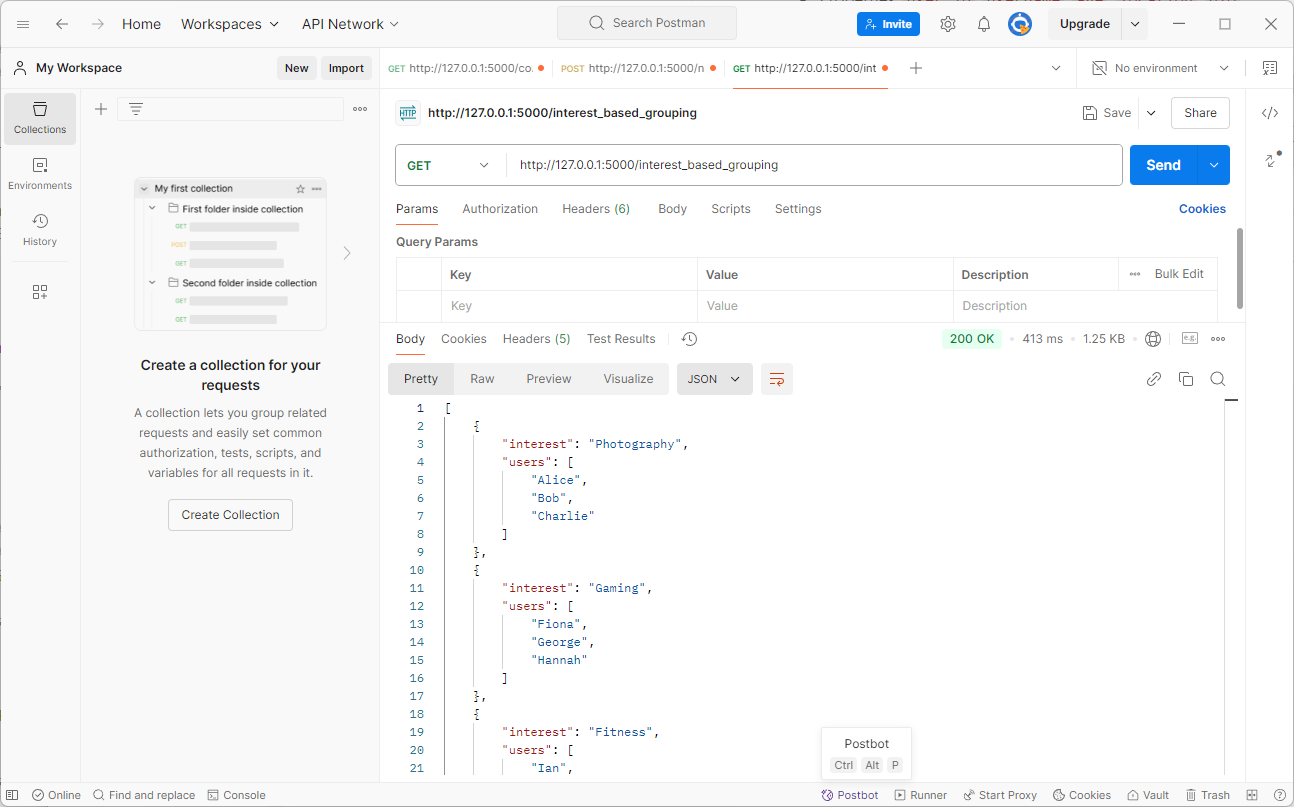 Home
Workspaces
API Network
Search Postman
Invite
Upgrade
My Workspace
New
Import
GET http://127.0.0.1:5000/co
POST http://127.0.0.1:5000/n
GET http://127.0.0.1:5000/int
No environment
Collections
Environments
History
My first collection
First folder inside collection
GET
POST
GET
Second folder inside collection
GET
GET
Create a collection for your
requests
A collection lets you group related
requests and easily set common
authorization, tests, scripts, and
variables for all requests in it.
Create Collection
HTTP
http://127.0.0.1:5000/interest_based_grouping
Save
Share
GET
http://127.0.0.1:5000/interest_based_grouping
Send
Params
Authorization
Headers (6)
Body
Scripts
Settings
Cookies
Query Params
Key
Value
Description
Bulk Edit
Key
Value
Description
Body
Cookies
Headers (5)
Test Results
200 OK
413 ms
1.25 KB
e.g.
Pretty
Raw
Preview
Visualize
JSON
1 [
2 {
3 "interest": "Photography",
4 "users": [
5 "Alice",
6 "Bob",
7 "Charlie"
8 ]
9 },
10 {
11 "interest": "Gaming",
12 "users": [
13 "Fiona",
14 "George",
15 "Hannah"
16 ]
17 },
18 {
19 "interest": "Fitness",
20 "users": [
21 "Ian",
Postbot
Ctrl Alt P
Online
Find and replace
Console
Postbot
Runner
Start Proxy
Cookies
Vault
Trash